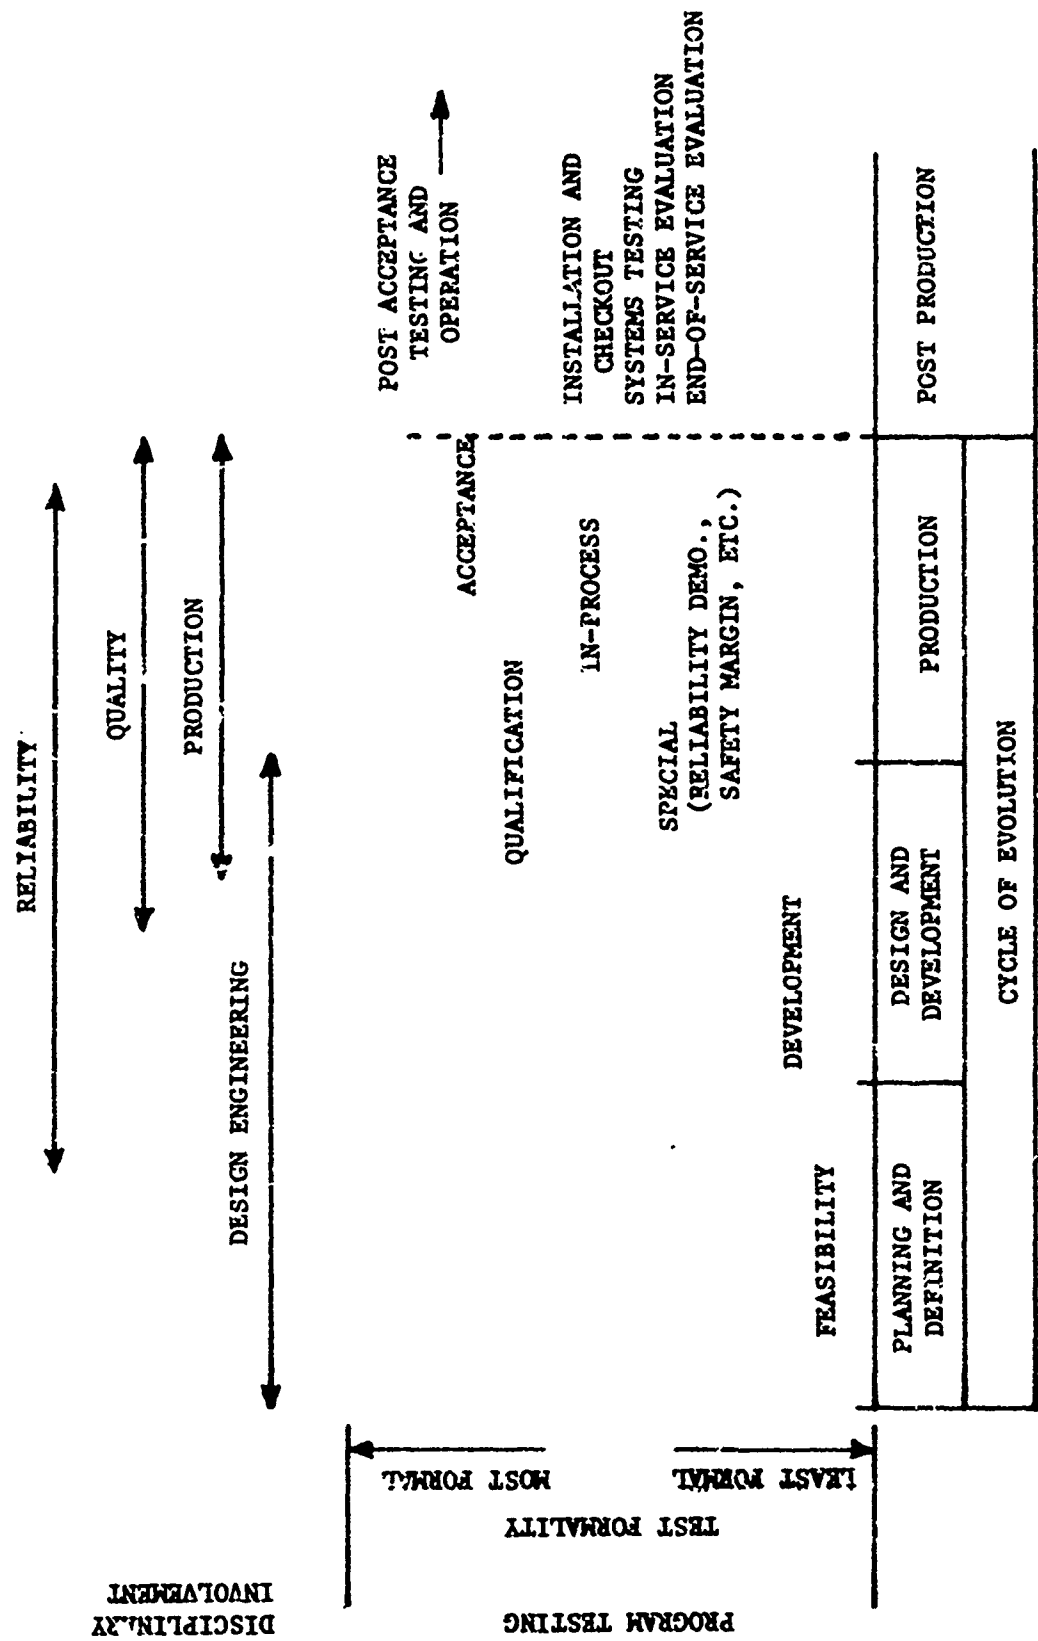 DISCIPLINARY
INVOLVEMENT
RELIABILITY
QUALITY
PRODUCTION
DESIGN ENGINEERING
PROGRAM TESTING
TEST FORMALITY
MOST FORMAL
LEAST FORMAL
POST ACCEPTANCE
TESTING AND
OPERATION
ACCEPTANCE
QUALIFICATION
IN-PROCESS
INSTALLATION AND
CHECKOUT
SYSTEMS TESTING
IN-SERVICE EVALUATION
END-OF-SERVICE EVALUATION
SPECIAL
(RELIABILITY DEMO.,
SAFETY MARGIN, ETC.)
DEVELOPMENT
FEASIBILITY
PLANNING AND
DEFINITION
DESIGN AND
DEVELOPMENT
PRODUCTION
POST PRODUCTION
CYCLE OF EVOLUTION